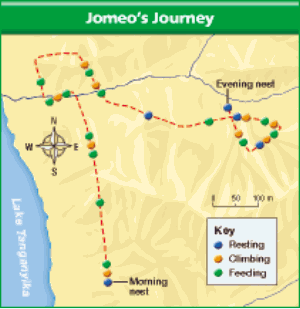 Jomeo's Journey
Evening nest
N
W
E
S
0 50 100 m
Lake Tanganyika
Key
Resting
Climbing
Feeding
Morning
nest